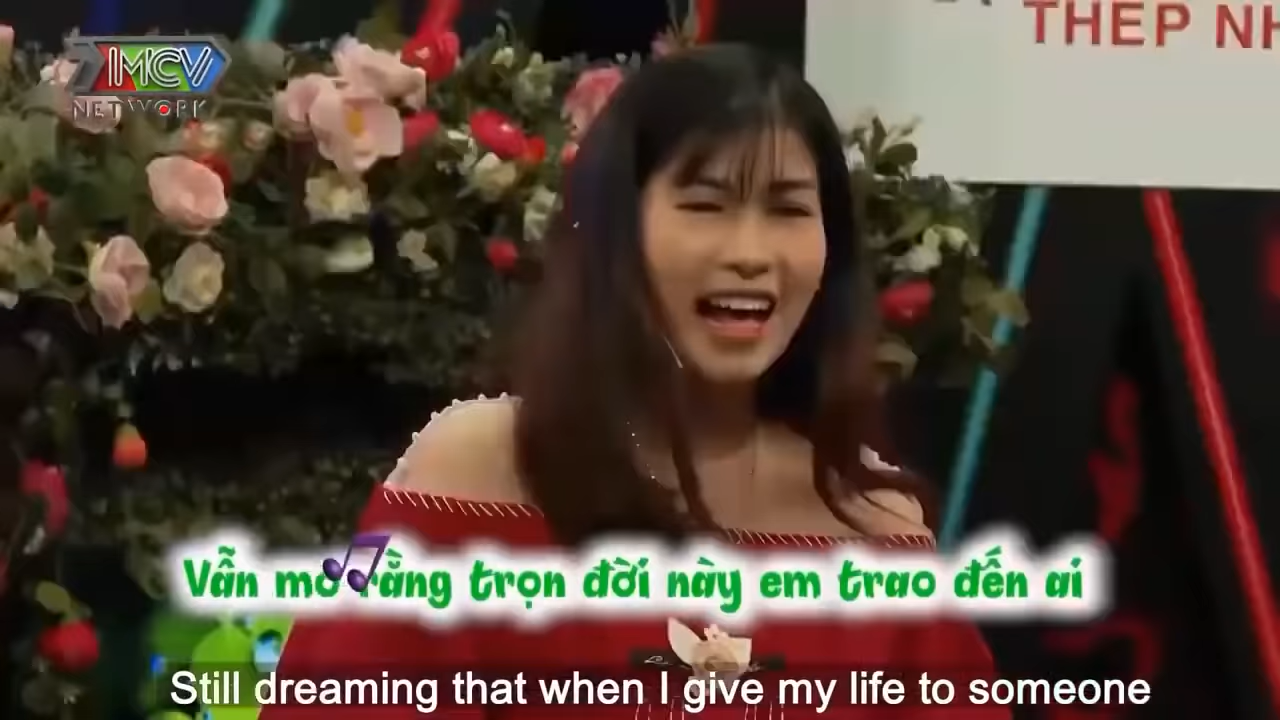 MCV
NETWORK
THÉP NH
Vẫn mơ rằng trọn đời này em trao đến ai
Still dreaming that when I give my life to someone